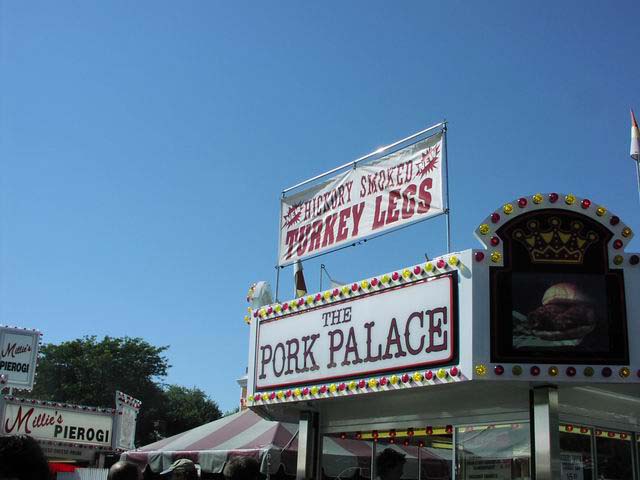 HICKORY SMOKED
TURKEY LEGS
THE
PORK PALACE
Millie's
PIEROGI
Millie's
PIEROGI